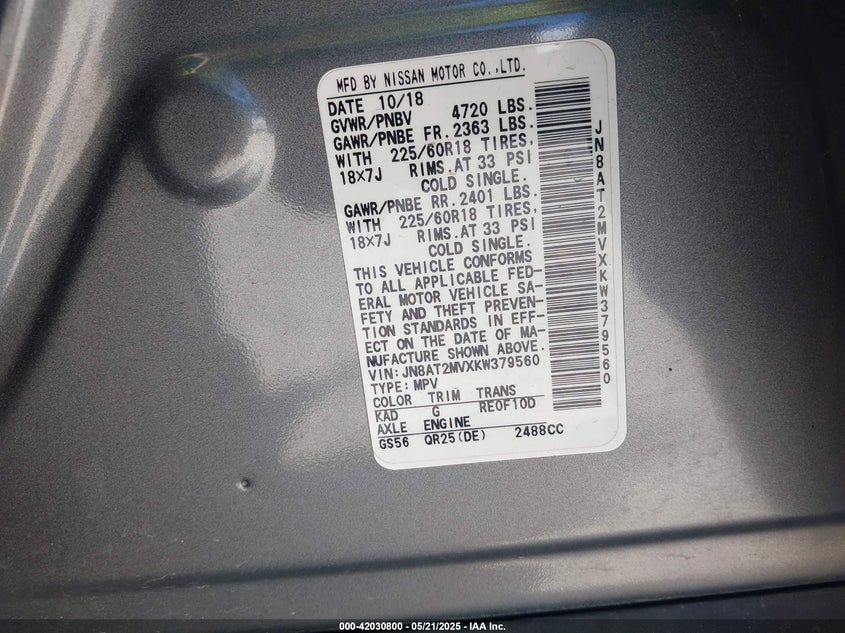 MFD BY NISSAN MOTOR CO.,LTD.
DATE 10/18
GVWR/PNBV 4720 LBS.
GAWR/PNBE FR.2363 LBS.
WITH 225/60R18 TIRES,
18X7J RIMS.AT 33 PSI
COLD SINGLE.
GAWR/PNBE RR.2401 LBS.
WITH 225/60R18 TIRES,
18X7J RIMS.AT 33 PSI
COLD SINGLE.
THIS VEHICLE CONFORMS
TO ALL APPLICABLE FED-
ERAL MOTOR VEHICLE SA-
FETY AND THEFT PREVEN-
TION STANDARDS IN EFF-
ECT ON THE DATE OF MA-
NUFACTURE SHOWN ABOVE.
VIN: JN8AT2MVXKW379560
TYPE: MPV
COLOR TRIM TRANS
KAD G RE0F10D
AXLE ENGINE
GS56 QR25(DE) 2488CC
JN8AT2MVXKW379560
000-42030800 - 05/21/2025 - IAA Inc.